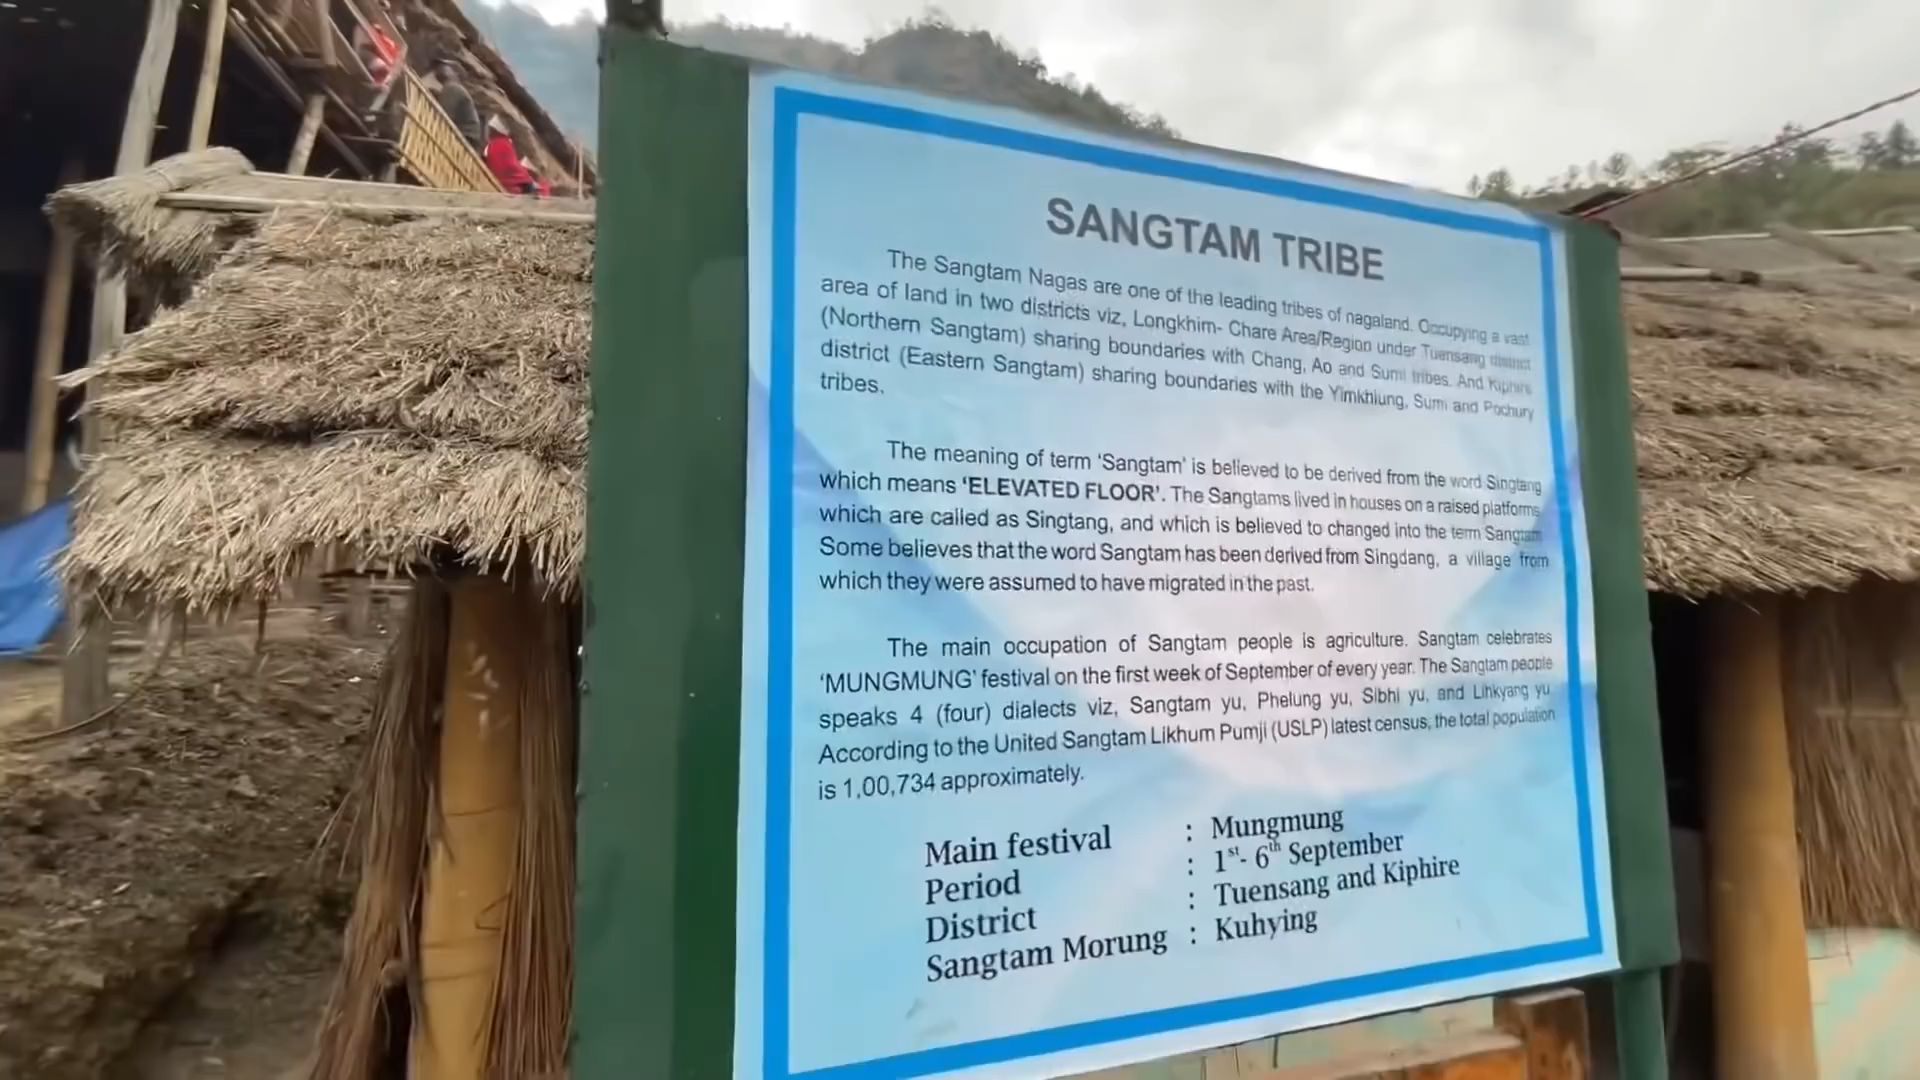 SANGTAM TRIBE
The Sangtam Nagas are one of the leading tribes of nagaland. Occupying a vast
area of land in two districts viz, Longkhim- Chare Area/Region under Tuensang district
(Northern Sangtam) sharing boundaries with Chang, Ao and Sumi tribes. And Kiphire
district (Eastern Sangtam) sharing boundaries with the Yimkhiung, Sumi and Pochury
tribes.
The meaning of term ‘Sangtam’ is believed to be derived from the word Singtang
which means ‘ELEVATED FLOOR’. The Sangtams lived in houses on a raised platforms
which are called as Singtang, and which is believed to changed into the term Sangtam
Some believes that the word Sangtam has been derived from Singdang, a village from
which they were assumed to have migrated in the past.
The main occupation of Sangtam people is agriculture. Sangtam celebrates
‘MUNGMUNG’ festival on the first week of September of every year. The Sangtam people
speaks 4 (four) dialects viz, Sangtam yu, Phelung yu, Sibhi yu, and Lihkyang yu
According to the United Sangtam Likhum Pumji (USLP) latest census, the total population
is 1,00,734 approximately.
Main festival : Mungmung
Period : 1st- 6th September
District : Tuensang and Kiphire
Sangtam Morung : Kuhying